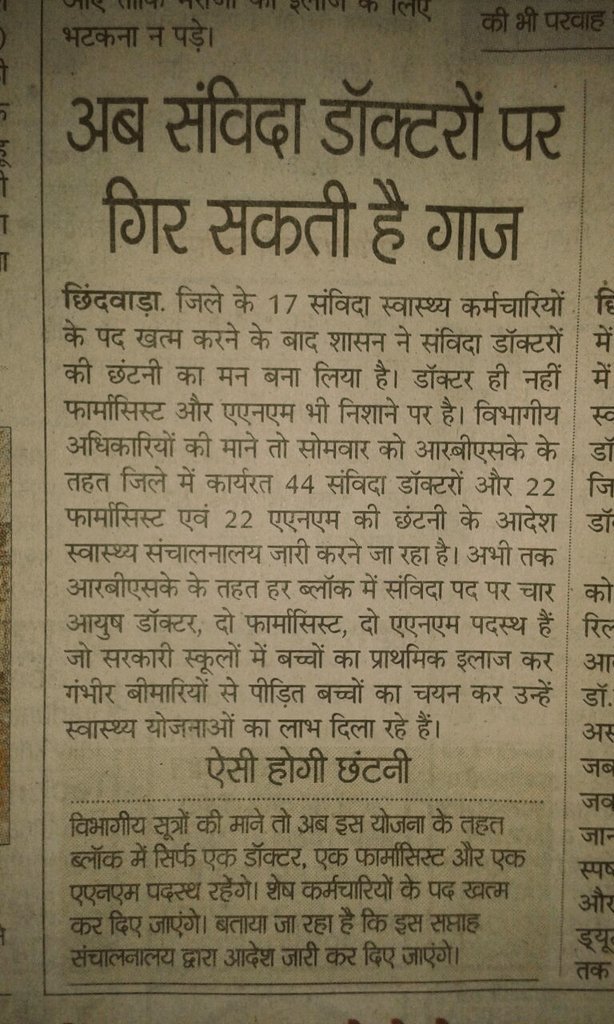 भटकना न पड़े।
की भी परवाह
अब संविदा डॉक्टरों पर
गिर सकती है गाज
छिंदवाड़ा. जिले के 17 संविदा स्वास्थ्य कर्मचारियों
के पद खत्म करने के बाद शासन ने संविदा डॉक्टरों
की छंटनी का मन बना लिया है। डॉक्टर ही नहीं
फार्मासिस्ट और एएनएम भी निशाने पर है। विभागीय
अधिकारियों की माने तो सोमवार को आरबीएसके के
तहत जिले में कार्यरत 44 संविदा डॉक्टरों और 22
फार्मासिस्ट एवं 22 एएनएम की छंटनी के आदेश
स्वास्थ्य संचालनालय जारी करने जा रहा है। अभी तक
आरबीएसके के तहत हर ब्लॉक में संविदा पद पर चार
आयुष डॉक्टर, दो फार्मासिस्ट, दो एएनएम पदस्थ हैं
जो सरकारी स्कूलों में बच्चों का प्राथमिक इलाज कर
गंभीर बीमारियों से पीड़ित बच्चों का चयन कर उन्हें
स्वास्थ्य योजनाओं का लाभ दिला रहे हैं।
ऐसी होगी छंटनी
विभागीय सूत्रों की माने तो अब इस योजना के तहत
ब्लॉक में सिर्फ एक डॉक्टर, एक फार्मासिस्ट और एक
एएनएम पदस्थ रहेंगे। शेष कर्मचारियों के पद खत्म
कर दिए जाएंगे। बताया जा रहा है कि इस सप्ताह
संचालनालय द्वारा आदेश जारी कर दिए जाएंगे।
में
में
को
डॉ.
जब
और
तक